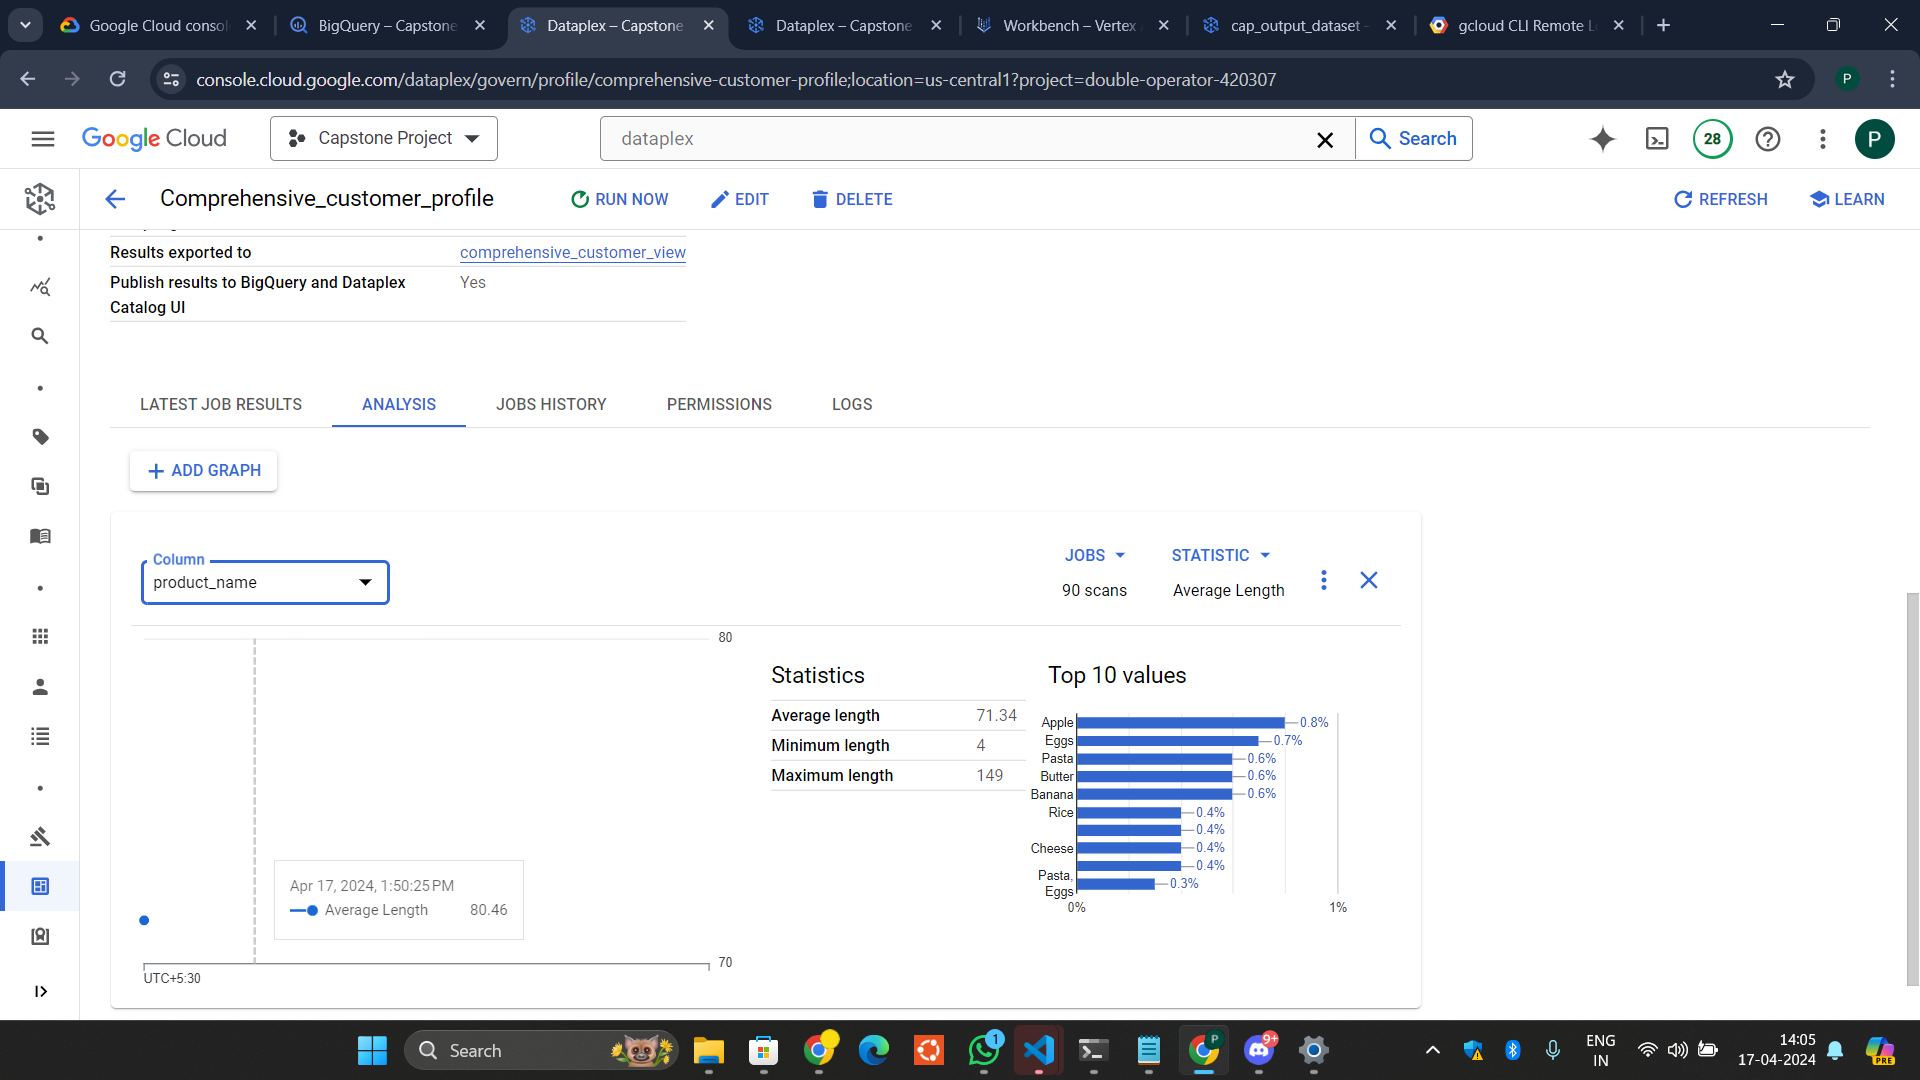 Google Cloud consol
BigQuery – Capstone
Dataplex – Capstone
Dataplex – Capstone
Workbench – Vertex
cap_output_dataset -
gcloud CLI Remote L
console.cloud.google.com/dataplex/govern/profile/comprehensive-customer-profile;location=us-central1?project=double-operator-420307
P
Google Cloud
Capstone Project
dataplex
Search
28
P
Comprehensive_customer_profile
RUN NOW
EDIT
DELETE
REFRESH
LEARN
Results exported to
comprehensive_customer_view
Publish results to BigQuery and Dataplex
Catalog UI
Yes
LATEST JOB RESULTS
ANALYSIS
JOBS HISTORY
PERMISSIONS
LOGS
ADD GRAPH
Column
product_name
JOBS
90 scans
STATISTIC
Average Length
80
Apr 17, 2024, 1:50:25 PM
Average Length 80.46
70
UTC+5:30
Statistics
Average length 71.34
Minimum length 4
Maximum length 149
Top 10 values
Apple 0.8%
Eggs 0.7%
Pasta 0.6%
Butter 0.6%
Banana 0.6%
Rice 0.4%
0.4%
Cheese 0.4%
0.4%
Pasta,
Eggs 0.3%
0%
1%
Search
1
P
9+
ENG
IN
14:05
17-04-2024
PRE